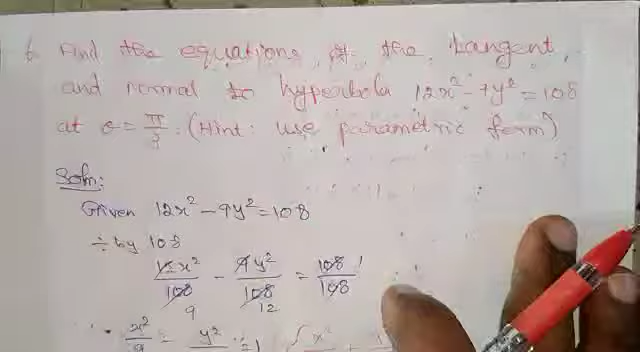 6. Find the equations of the tangent
and normal to hyperbola 12x² - 9y² = 108
at θ = π/3. (Hint: use parametric form)
Soln:
Given 12x² - 9y² = 108
÷ by 108
12x²/108 - 9y²/108 = 108/108 1
9 12
x²/9 - y² = 1